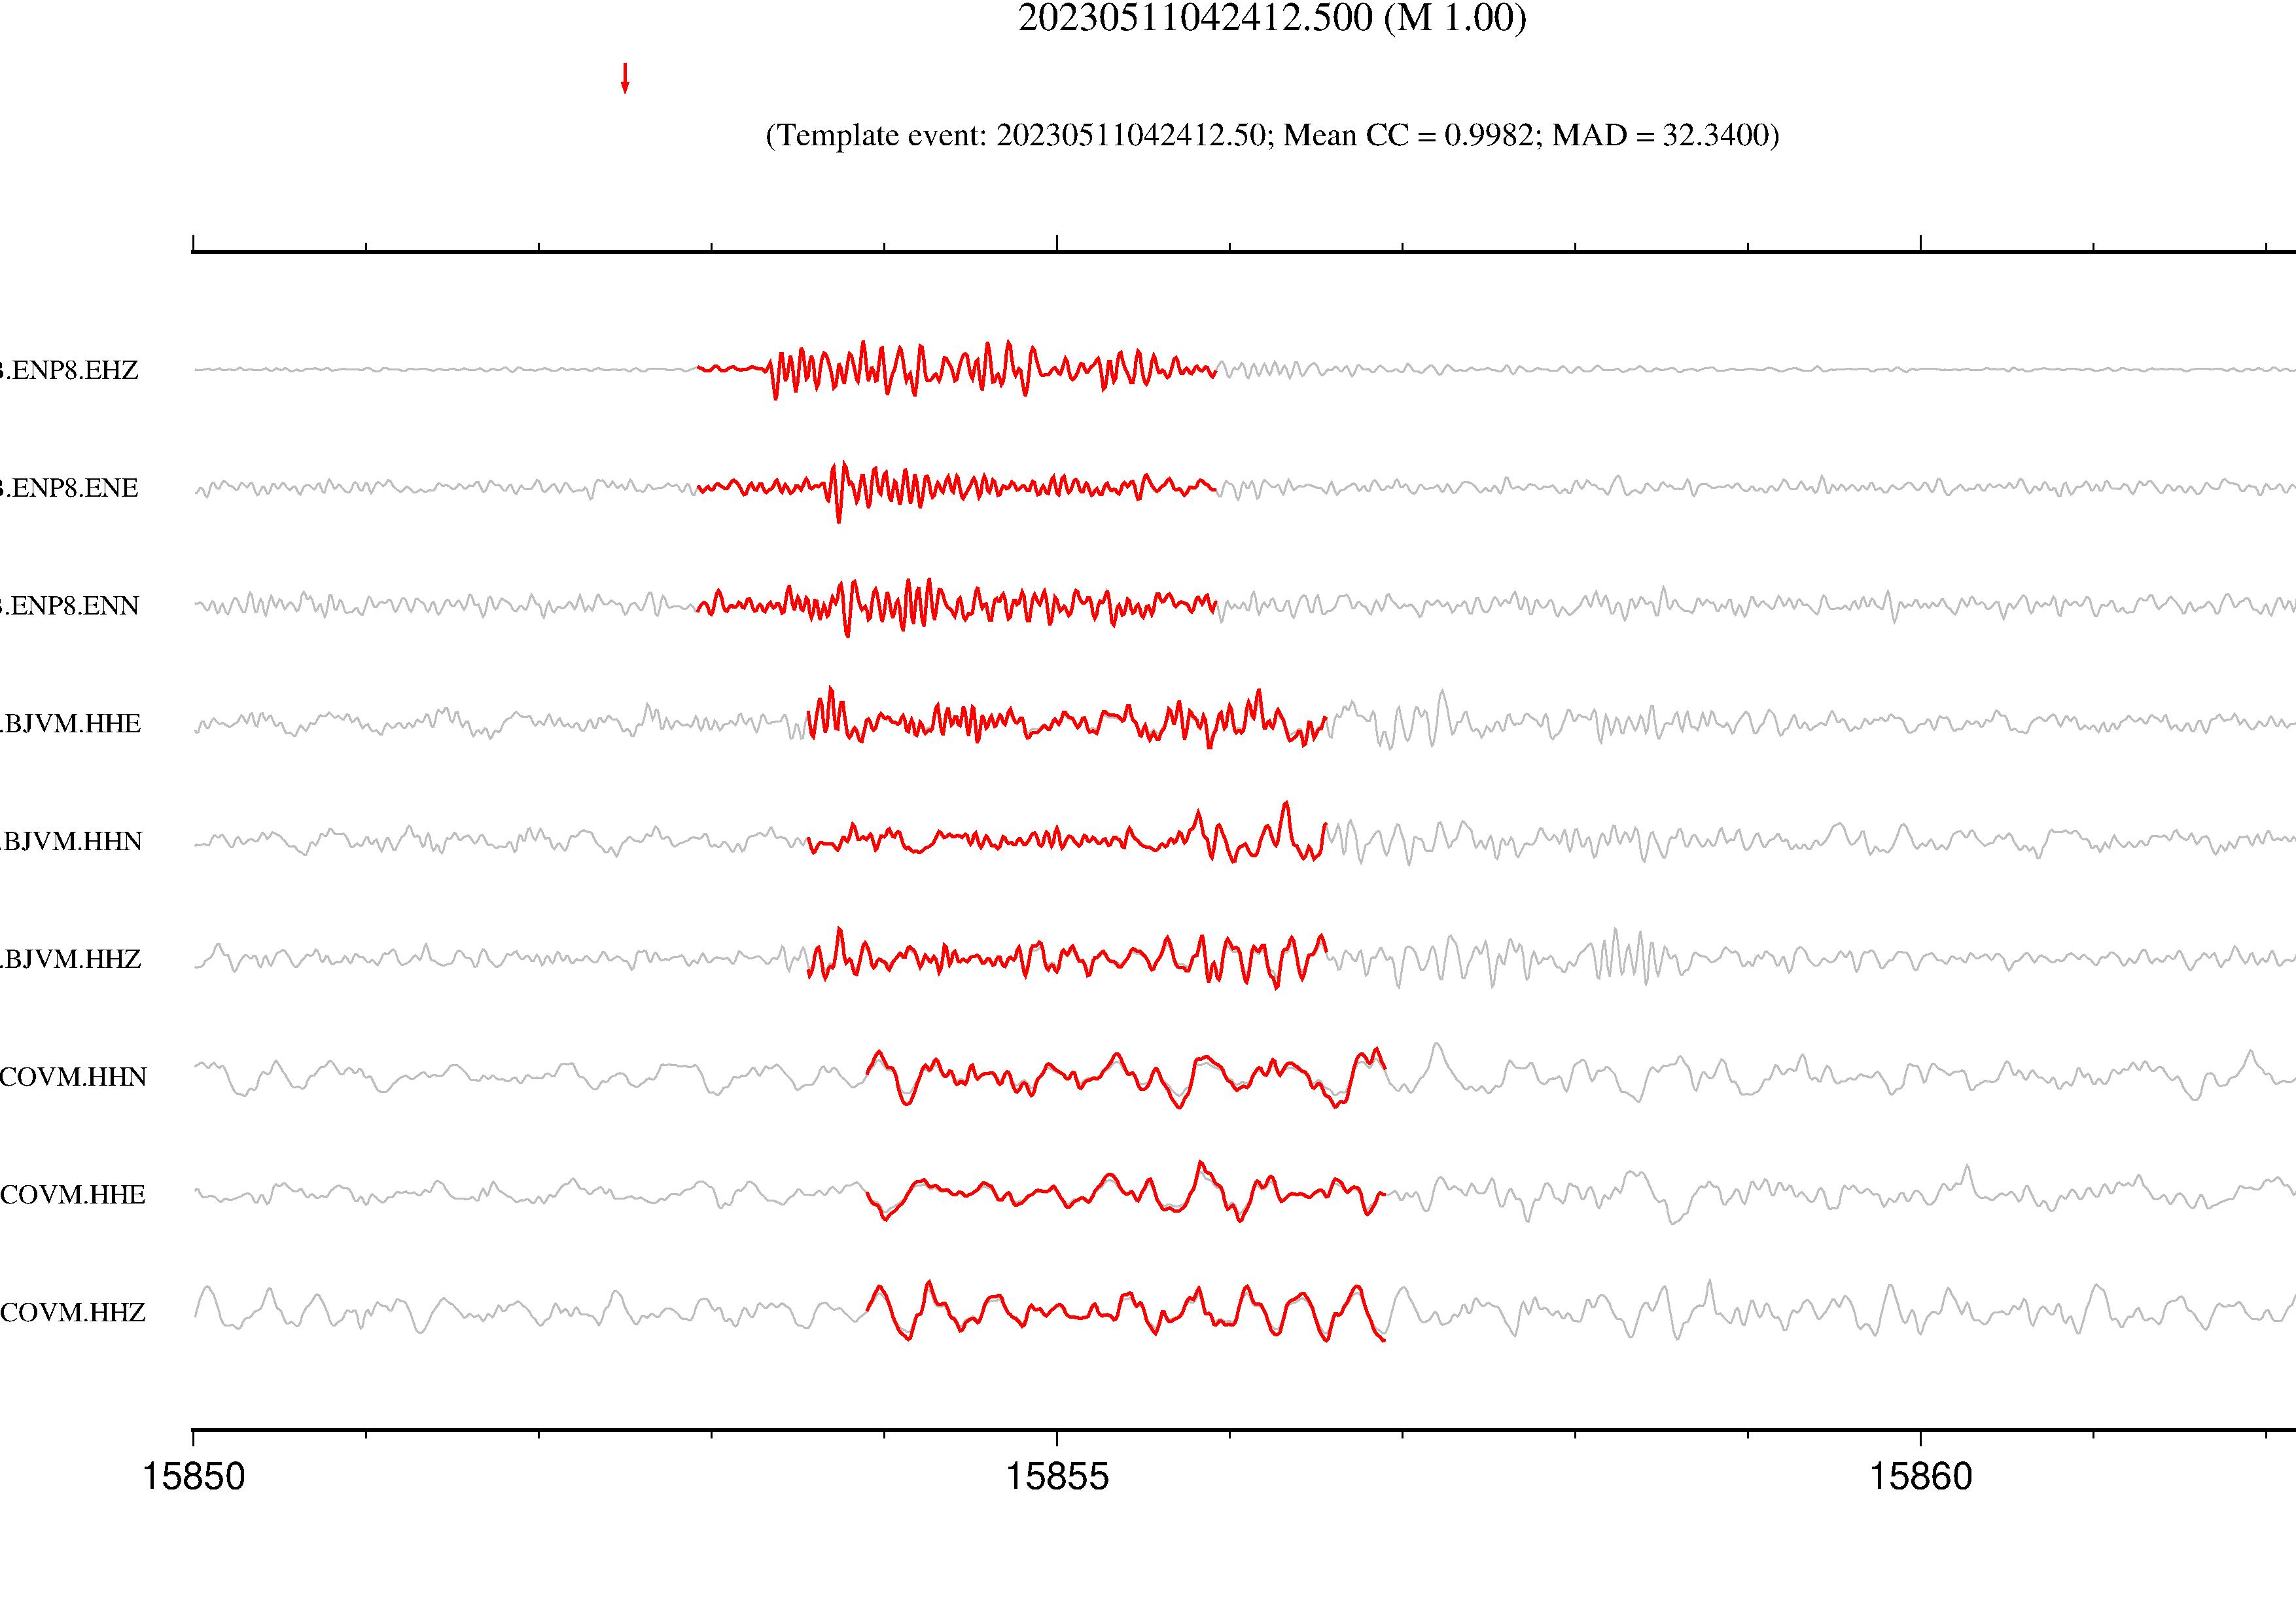 20230511042412.500 (M 1.00)
(Template event: 20230511042412.50; Mean CC = 0.9982; MAD = 32.3400)
.ENP8.EHZ
.ENP8.ENE
.ENP8.ENN
.BJVM.HHE
.BJVM.HHN
.BJVM.HHZ
COVM.HHN
COVM.HHE
COVM.HHZ
15850 15855 15860